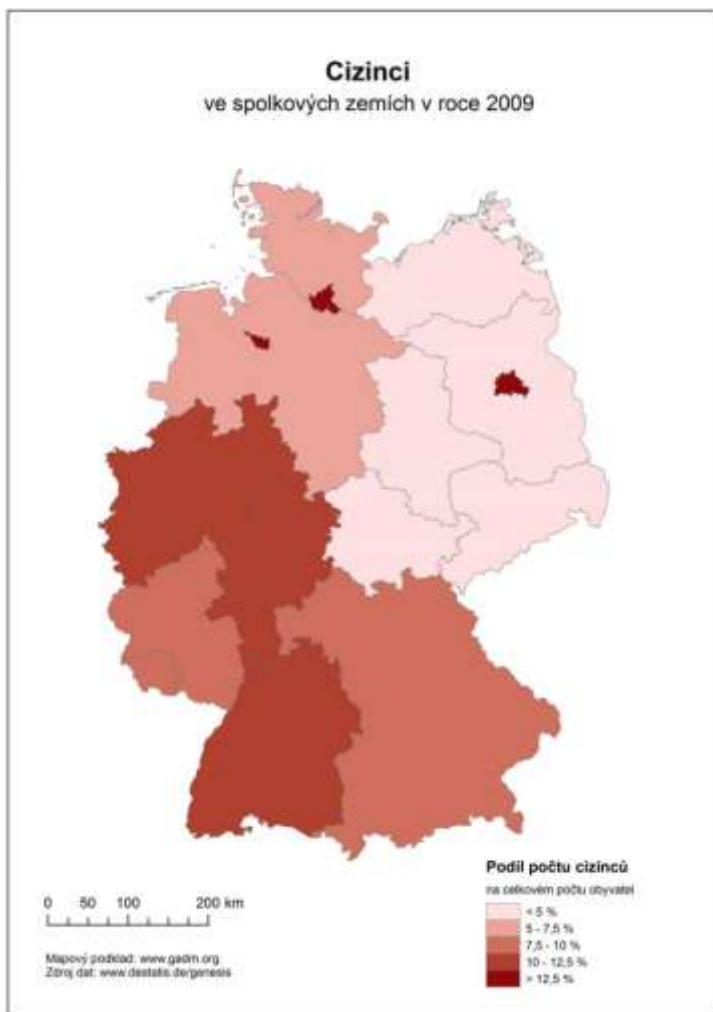 Cizinci
ve spolkových zemích v roce 2009
Podíl počtu cizinců
na celkovém počtu obyvatel
< 5 %
5 - 7,5 %
7,5 - 10 %
10 - 12,5 %
> 12,5 %
0 50 100 200 km
Mapový podklad: www.gadm.org
Zdroj dat: www.destatis.de/genesis